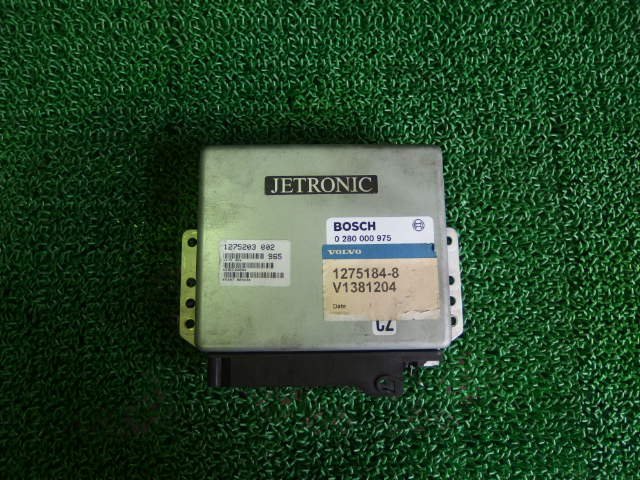 JETRONIC
BOSCH
0 280 000 975
VOLVO
1275184-8
V1381204
Date
CZ
1275203 002
965